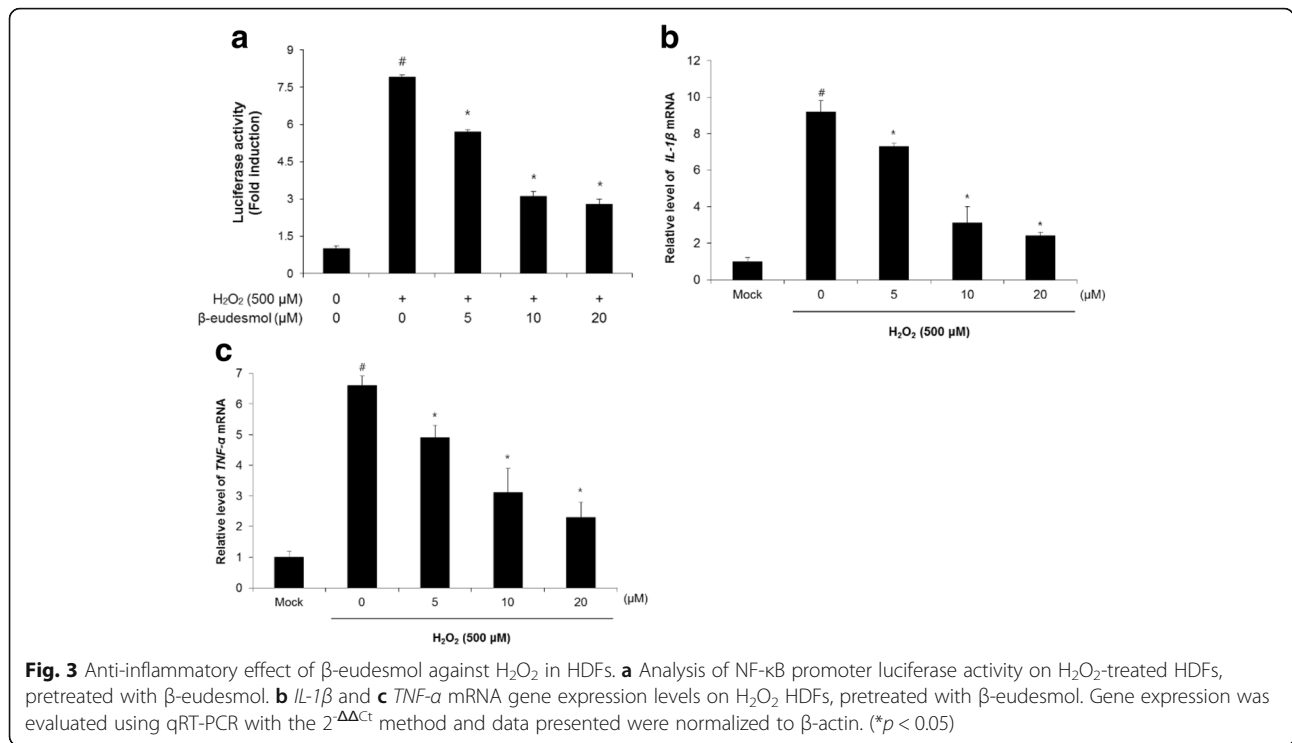 a
Luciferase activity
(Fold induction)
9
7.5
6
4.5
3
1.5
0
#
*
*
*
H₂O₂ (500 µM) 0 + + + +
β-eudesmol (µM) 0 0 5 10 20
b
Relative level of IL-1β mRNA
12
10
8
6
4
2
0
#
*
*
*
Mock 0 5 10 20 (µM)
H₂O₂ (500 µM)
c
Relative level of TNF-α mRNA
7
6
5
4
3
2
1
0
#
*
*
*
Mock 0 5 10 20 (µM)
H₂O₂ (500 µM)
Fig. 3 Anti-inflammatory effect of β-eudesmol against H₂O₂ in HDFs. a Analysis of NF-κB promoter luciferase activity on H₂O₂-treated HDFs,
pretreated with β-eudesmol. b IL-1β and c TNF-α mRNA gene expression levels on H₂O₂ HDFs, pretreated with β-eudesmol. Gene expression was
evaluated using qRT-PCR with the 2^-ΔΔCt method and data presented were normalized to β-actin. (*p < 0.05)